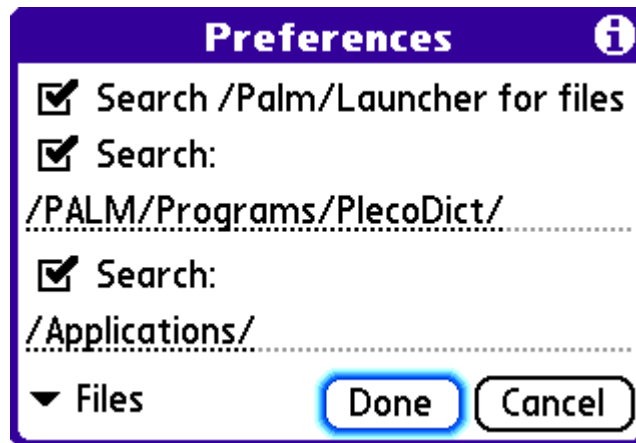 Preferences
Search /Palm/Launcher for files
Search:
/PALM/Programs/PlecoDict/
Search:
/Applications/
Files Done Cancel